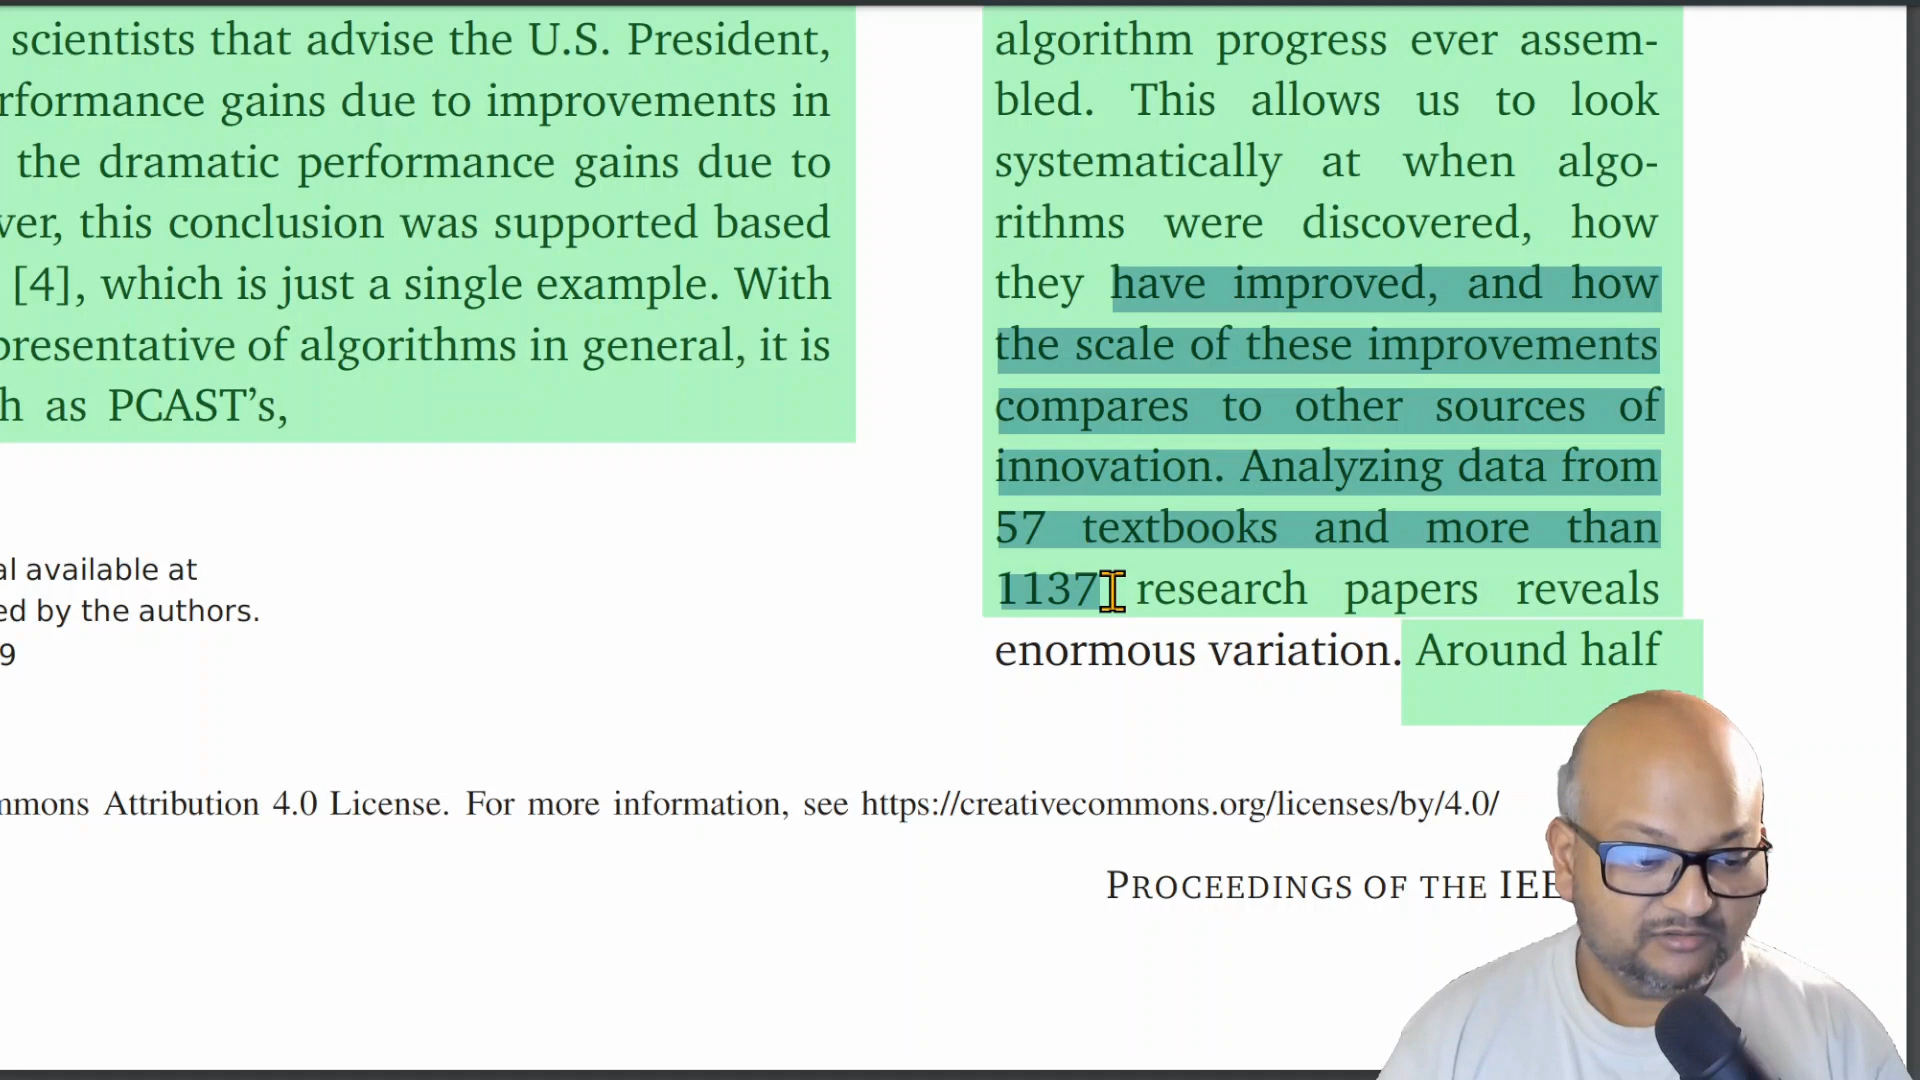 scientists that advise the U.S. President,
performance gains due to improvements in
the dramatic performance gains due to
ver, this conclusion was supported based
[4], which is just a single example. With
presentative of algorithms in general, it is
h as PCAST’s,
al available at
ed by the authors.
9
algorithm progress ever assem-
bled. This allows us to look
systematically at when algo-
rithms were discovered, how
they have improved, and how
the scale of these improvements
compares to other sources of
innovation. Analyzing data from
57 textbooks and more than
1137 research papers reveals
enormous variation. Around half
mmons Attribution 4.0 License. For more information, see https://creativecommons.org/licenses/by/4.0/
PROCEEDINGS OF THE IEE